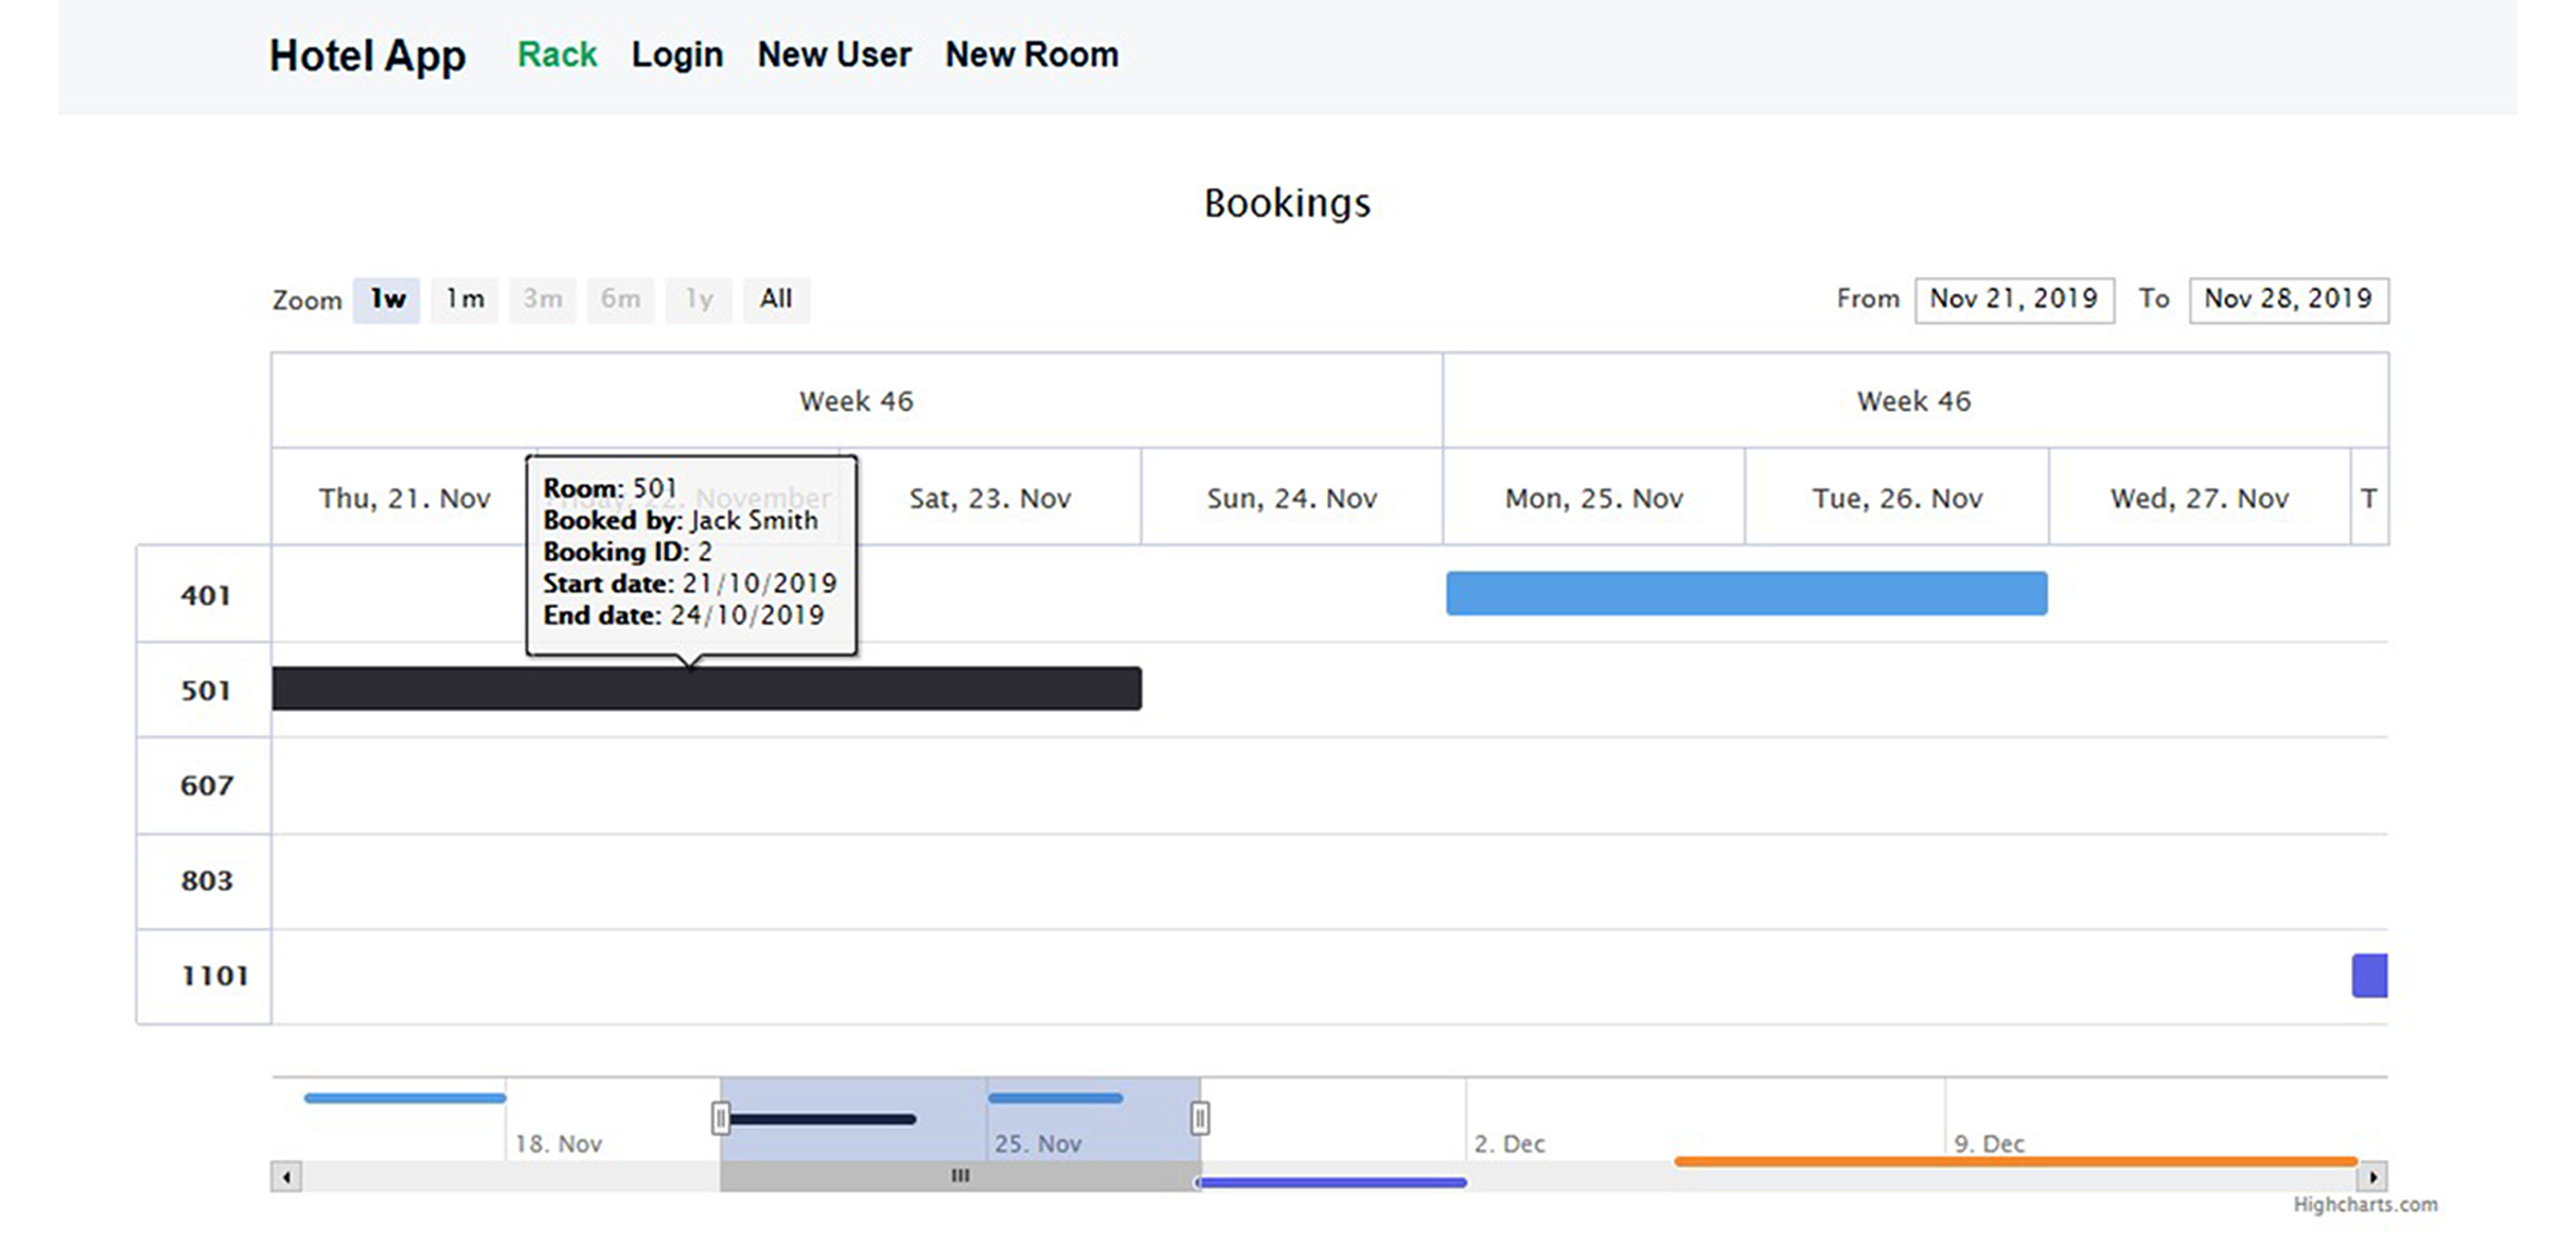 Hotel App Rack Login New User New Room
Bookings
Zoom 1w 1m 3m 6m 1y All From Nov 21, 2019 To Nov 28, 2019
Week 46 Week 46
Thu, 21. Nov 22. November Sat, 23. Nov Sun, 24. Nov Mon, 25. Nov Tue, 26. Nov Wed, 27. Nov T
Room: 501
Booked by: Jack Smith
Booking ID: 2
Start date: 21/10/2019
End date: 24/10/2019
401
501
607
803
1101
18. Nov 25. Nov 2. Dec 9. Dec
Highcharts.com